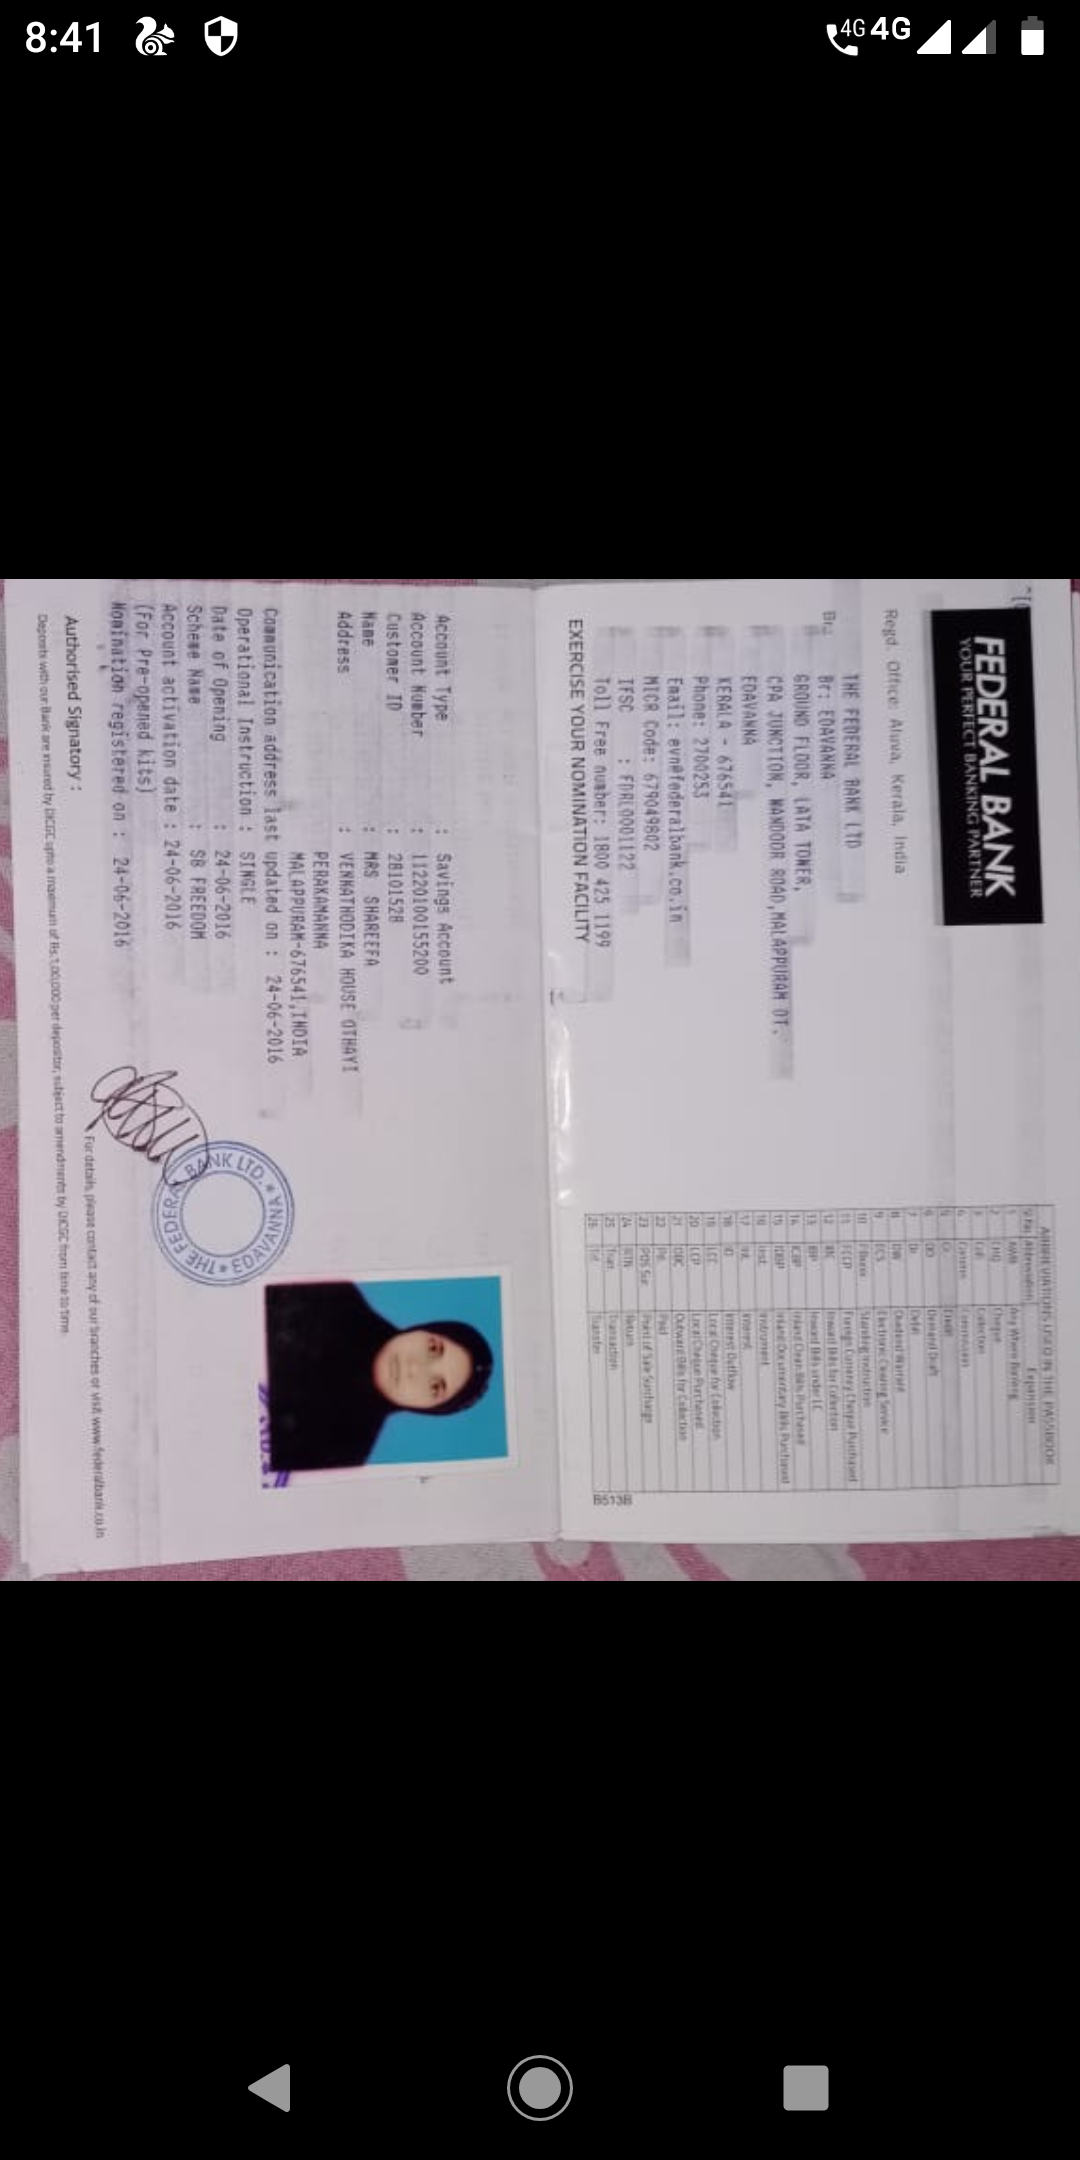 8:41
4G 4G
FEDERAL BANK
YOUR PERFECT BANKING PARTNER
Regd. Office: Aluva, Kerala, India
Br.:
THE FEDERAL BANK LTD
Br: EDAVANNA
GROUND FLOOR, LATA TOWER,
CPA JUNCTION, WANDOOR ROAD,MALAPPURAM DT.
EDAVANNA
KERALA - 676541
Phone: 2700253
Email: evn@federalbank.co.in
MICR Code: 679049802
IFSC : FDRL0001122
Toll Free number: 1800 425 1199
EXERCISE YOUR NOMINATION FACILITY
ABBREVIATIONS USED IN THE PASSBOOK
Expansion
1 AWB Any Where Banking
2 CHQ Cheque
3 Coll Collection
4 Comm Commission
5 Cr Credit
6 DD Demand Draft
7 Dr Debit
8 DW Dividend Warrant
9 ECS Electronic Clearing Service
10 Standing Instruction
11 FCCP Foreign Currency Cheque Purchased
12 IBC Inward Bills for Collection
13 IBP Inward Bills under LC
14 ICBP Inland Clean Bills Purchased
15 IDBP Inland Documentary Bills Purchased
16 Inst Instrument
17 Int. Interest
18 IO Interest Outflow
19 LCC Local Cheque for Collection
20 LCP Local Cheque Purchased
21 OBC Outward Bills for Collection
22 Pd. Paid
23 POS Sur Point of Sale Surcharge
24 RTN Return
25 Tran Transaction
26 Trf Transfer
B513B
Account Type : Savings Account
Account Number : 11220100155200
Customer ID : 28101528
Name : MRS SHAREEFA
Address : VENKATHODIKA HOUSE OTHAYI
PERAKAMANNA
MALAPPURAM-676541,INDIA
Communication address last updated on : 24-06-2016
Operational Instruction : SINGLE
Date of Opening : 24-06-2016
Scheme Name : SB FREEDOM
Account activation date : 24-06-2016
(For Pre-opened kits)
Nomination registered on : 24-06-2016
THE FEDERAL BANK LTD. * EDAVANNA *
Authorised Signatory :
For details, please contact any of our branches or visit www.federalbank.co.in
Deposits with our Bank are insured by DICGC upto a maximum of Rs.1,00,000 per depositor, subject to amendments by DICGC from time to time.